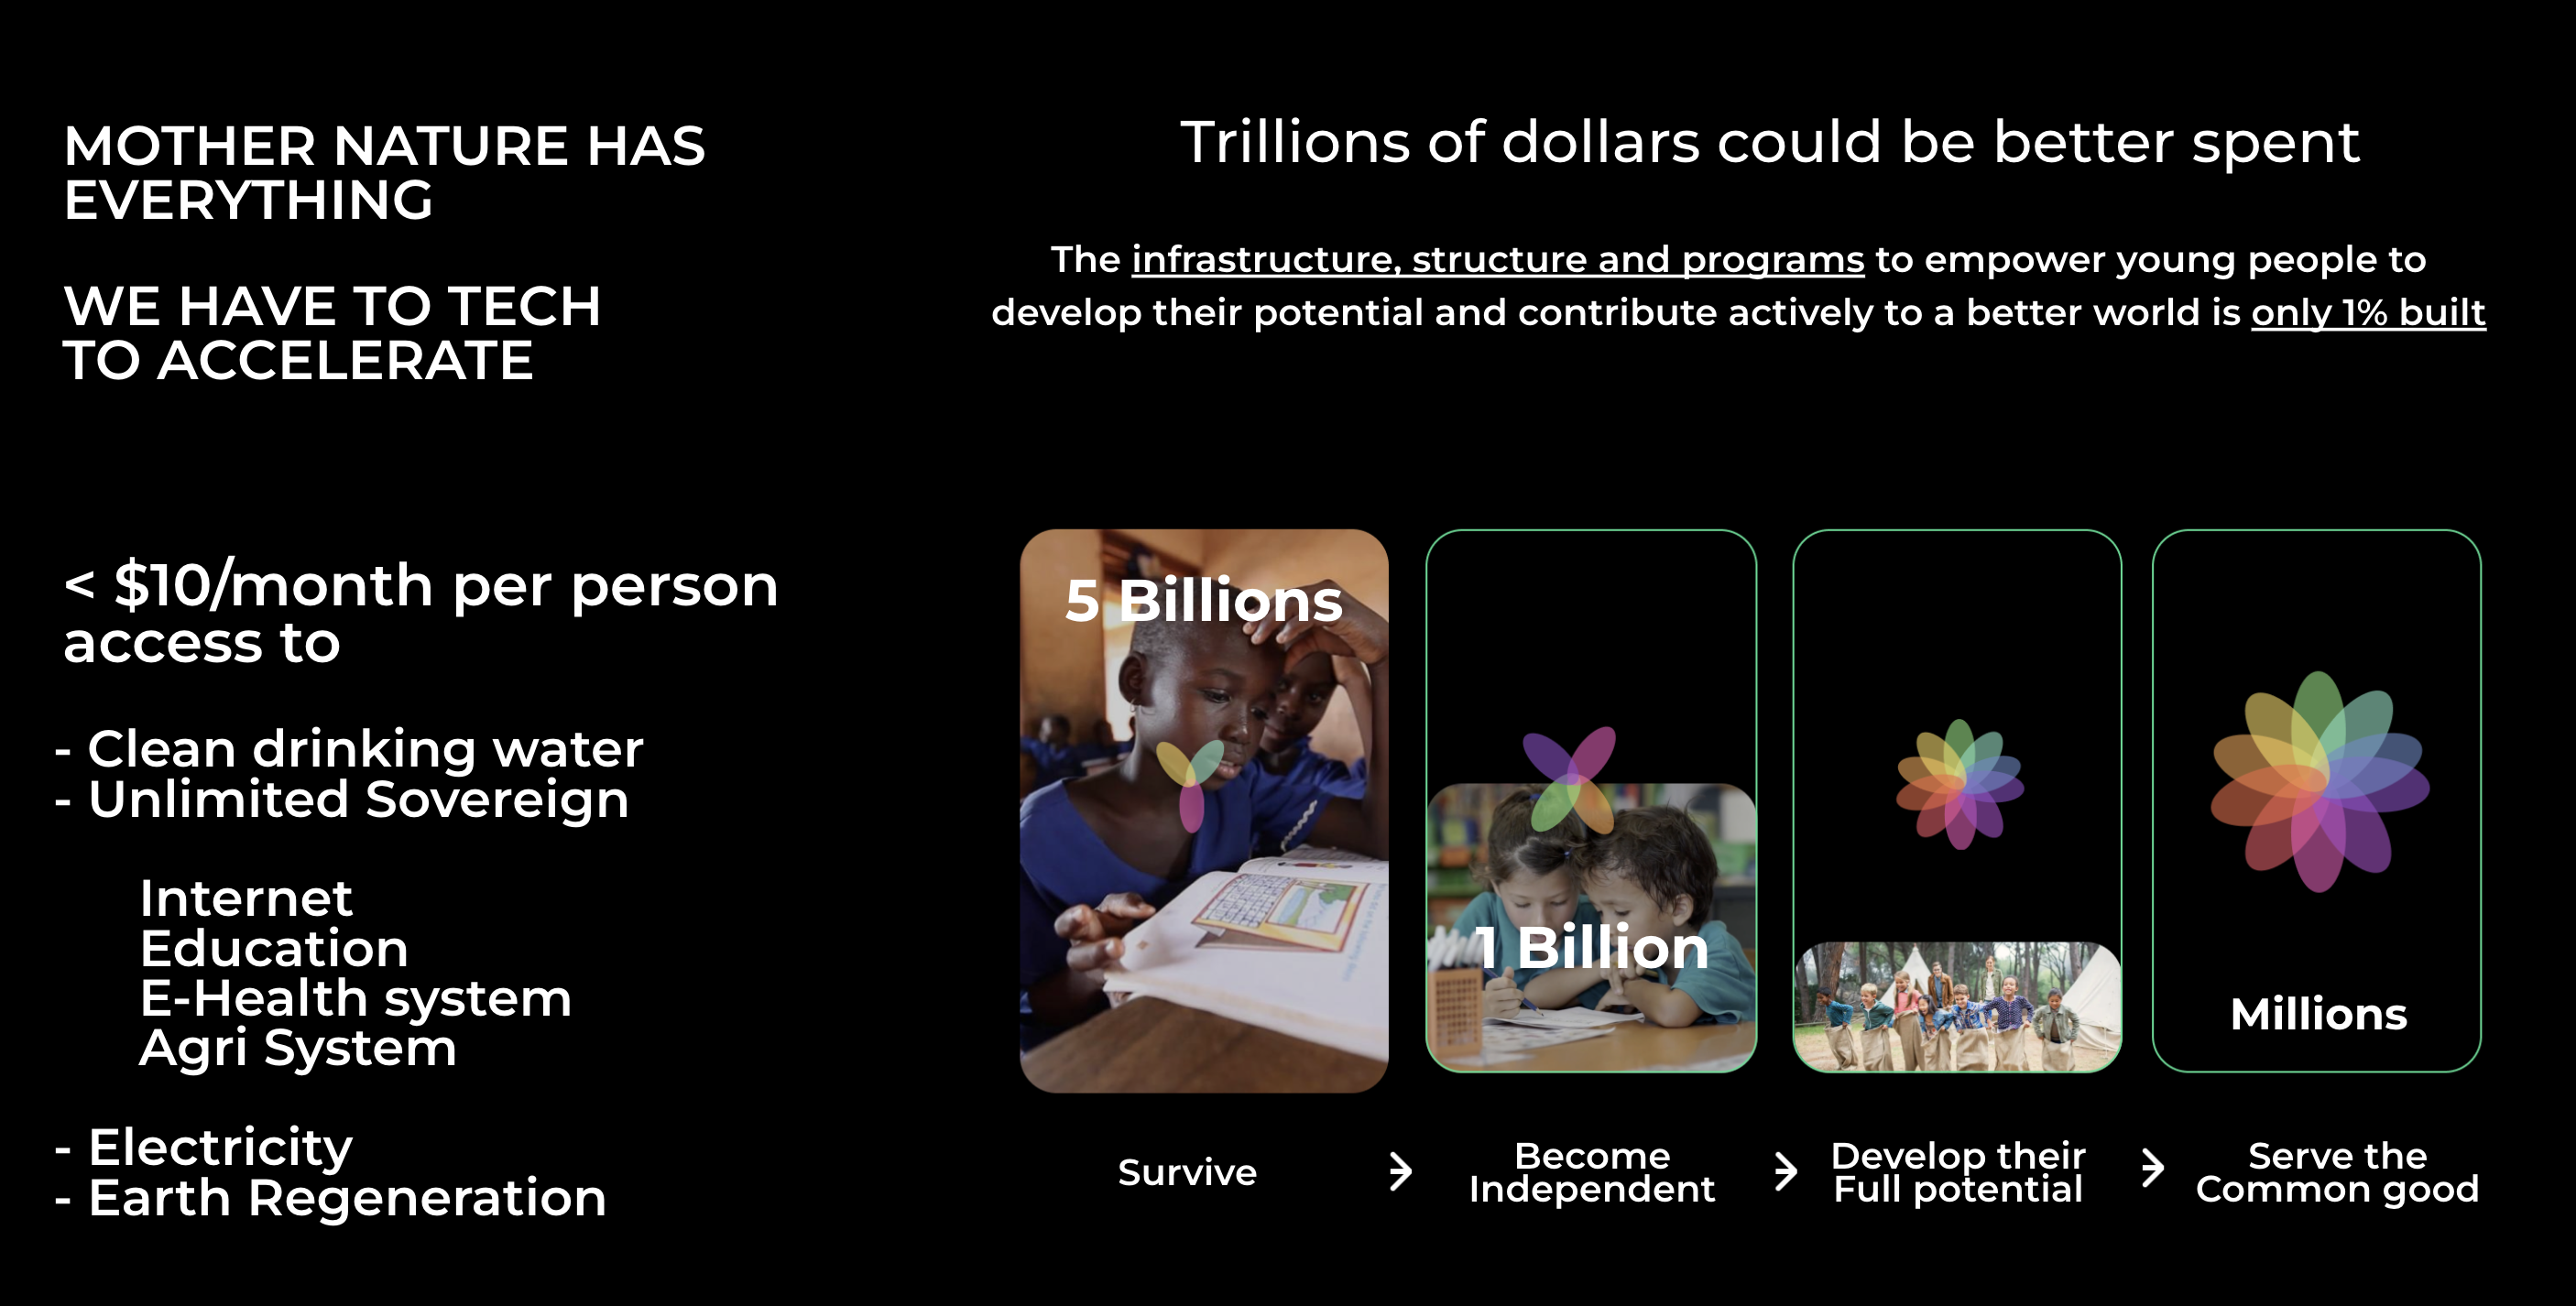 MOTHER NATURE HAS
EVERYTHING
WE HAVE TO TECH
TO ACCELERATE
< $10/month per person
access to
- Clean drinking water
- Unlimited Sovereign
Internet
Education
E-Health system
Agri System
- Electricity
- Earth Regeneration
Trillions of dollars could be better spent
The infrastructure, structure and programs to empower young people to
develop their potential and contribute actively to a better world is only 1% built
5 Billions
1 Billion
Millions
Survive
Become
Independent
Develop their
Full potential
Serve the
Common good